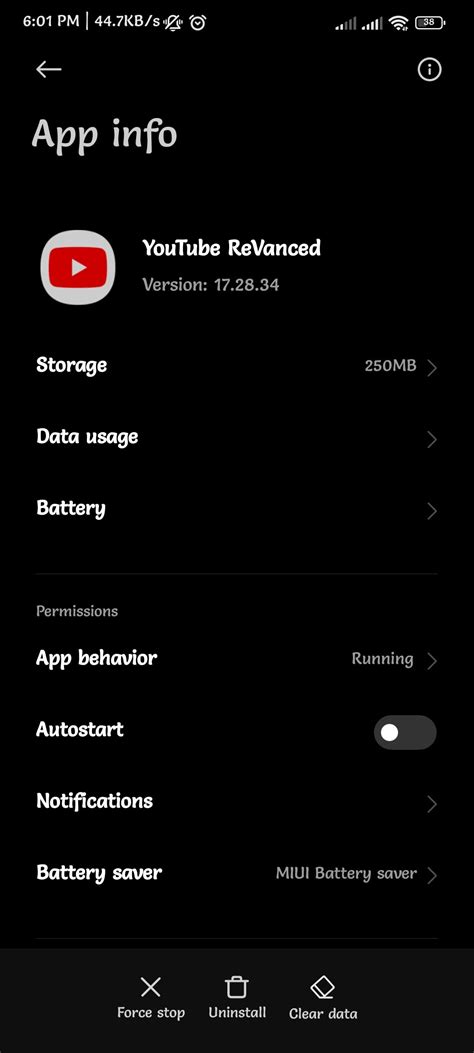 6:01 PM | 44.7KB/s 38
App info
YouTube ReVanced
Version: 17.28.34
Storage 250MB
Data usage
Battery
Permissions
App behavior Running
Autostart
Notifications
Battery saver MIUI Battery saver
Force stop Uninstall Clear data